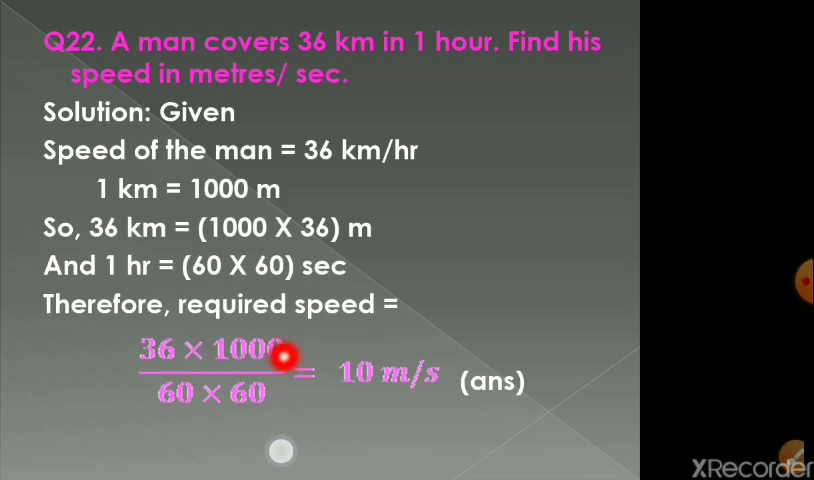 Q22. A man covers 36 km in 1 hour. Find his
speed in metres/ sec.
Solution: Given
Speed of the man = 36 km/hr
1 km = 1000 m
So, 36 km = (1000 X 36) m
And 1 hr = (60 X 60) sec
Therefore, required speed =
36 × 1000
60 × 60
= 10 m/s (ans)
XRecorder